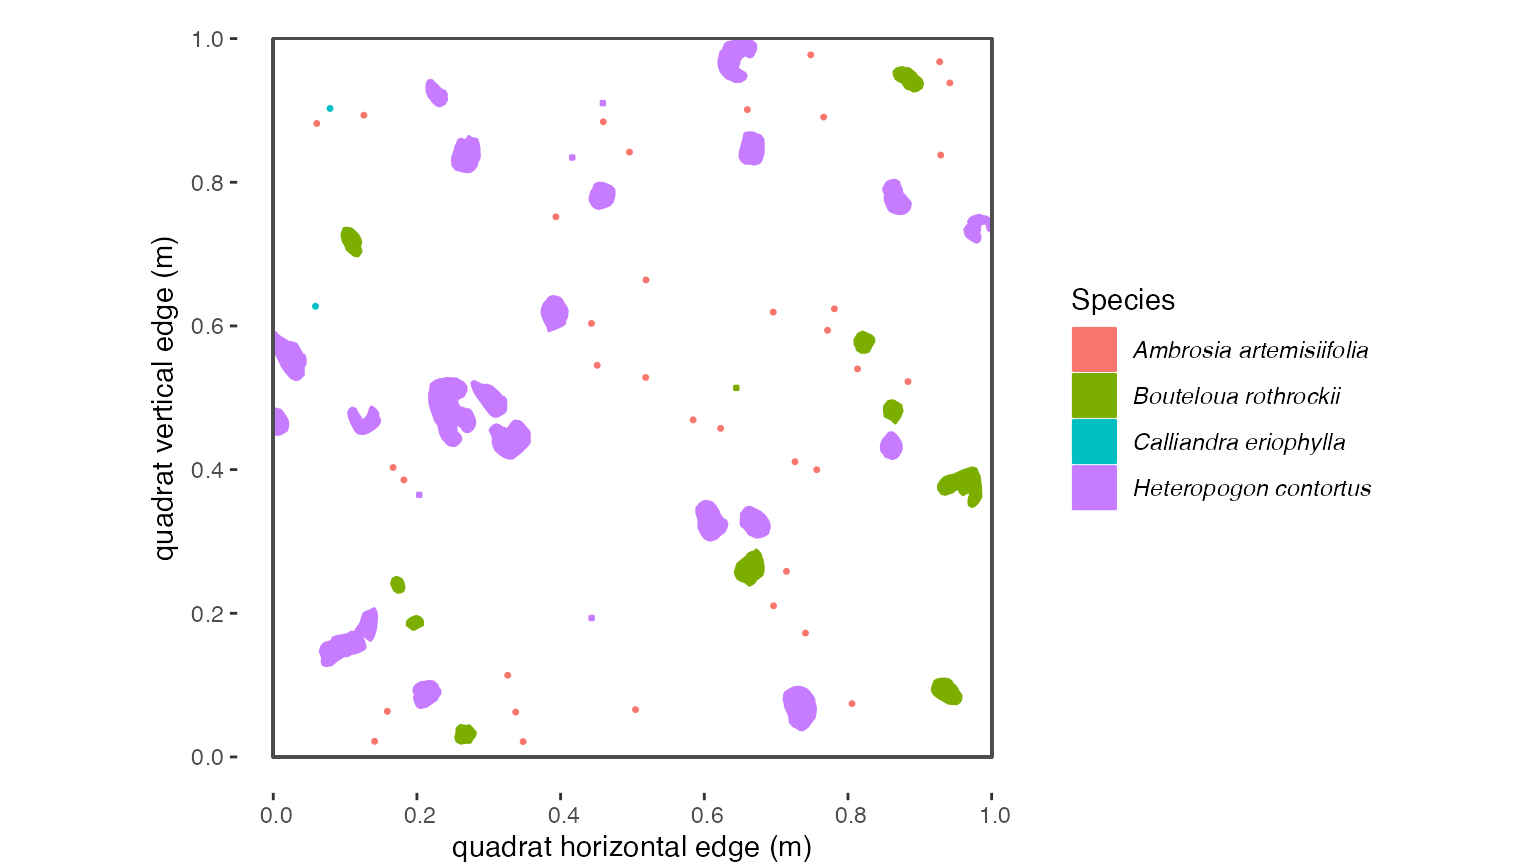 1.0
0.8
0.6
0.4
0.2
0.0
quadrat vertical edge (m)
0.0 0.2 0.4 0.6 0.8 1.0
quadrat horizontal edge (m)
Species
Ambrosia artemisiifolia
Bouteloua rothrockii
Calliandra eriophylla
Heteropogon contortus